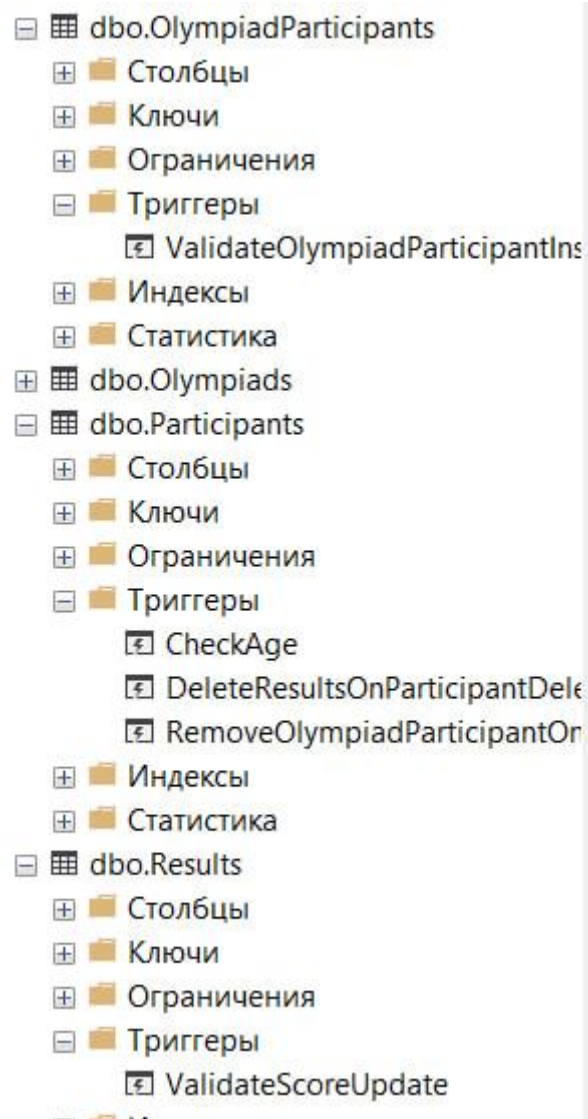 dbo.OlympiadParticipants
Столбцы
Ключи
Ограничения
Триггеры
ValidateOlympiadParticipantIns
Индексы
Статистика
dbo.Olympiads
dbo.Participants
Столбцы
Ключи
Ограничения
Триггеры
CheckAge
DeleteResultsOnParticipantDele
RemoveOlympiadParticipantOn
Индексы
Статистика
dbo.Results
Столбцы
Ключи
Ограничения
Триггеры
ValidateScoreUpdate